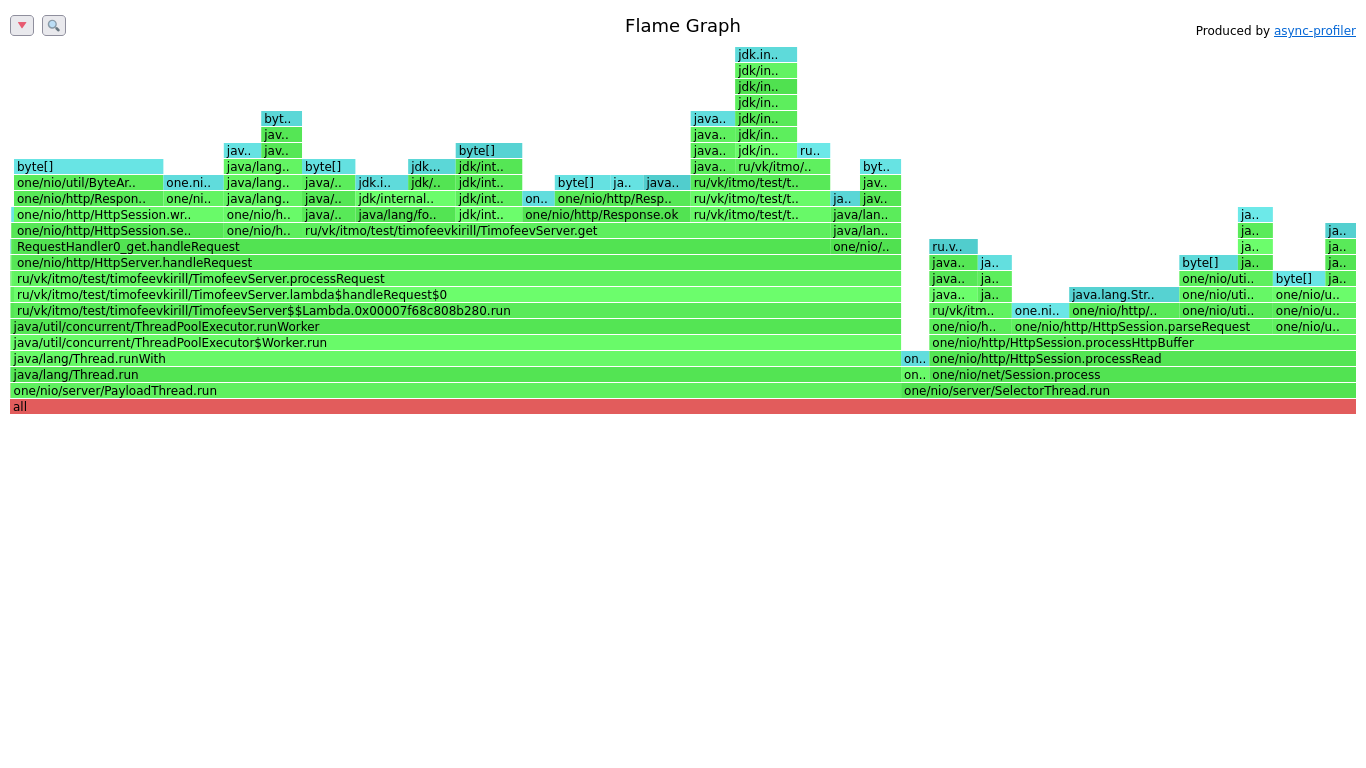 Flame Graph
Produced by async-profiler
jdk.in..
jdk/in..
jdk/in..
jdk/in..
byt.. java.. jdk/in..
jav.. java.. jdk/in..
jav.. jav.. byte[] java.. jdk/in.. ru..
byte[] java/lang.. byte[] jdk... jdk/int.. java.. ru/vk/itmo/.. byt..
one/nio/util/ByteAr.. one.ni.. java/lang.. java/.. jdk.i.. jdk/.. jdk/int.. byte[] ja.. java.. ru/vk/itmo/test/t.. jav..
one/nio/http/Respon.. one/ni.. java/lang.. java/.. jdk/internal.. jdk/int.. on.. one/nio/http/Resp.. ru/vk/itmo/test/t.. ja.. jav..
one/nio/http/HttpSession.wr.. one/nio/h.. java/.. java/lang/fo.. jdk/int.. one/nio/http/Response.ok ru/vk/itmo/test/t.. java/lan.. ja..
one/nio/http/HttpSession.se.. one/nio/h.. ru/vk/itmo/test/timofeevkirill/TimofeevServer.get java/lan.. ja.. ja..
RequestHandler0_get.handleRequest one/nio/.. ru.v.. ja.. ja..
one/nio/http/HttpServer.handleRequest java.. ja.. byte[] ja.. ja..
ru/vk/itmo/test/timofeevkirill/TimofeevServer.processRequest java.. ja.. one/nio/uti.. byte[] ja..
ru/vk/itmo/test/timofeevkirill/TimofeevServer.lambda$handleRequest$0 java.. ja.. java.lang.Str.. one/nio/uti.. one/nio/u..
ru/vk/itmo/test/timofeevkirill/TimofeevServer$$Lambda.0x00007f68c808b280.run ru/vk/itm.. one.ni.. one/nio/http/.. one/nio/uti.. one/nio/u..
java/util/concurrent/ThreadPoolExecutor.runWorker one/nio/h.. one/nio/http/HttpSession.parseRequest one/nio/u..
java/util/concurrent/ThreadPoolExecutor$Worker.run one/nio/http/HttpSession.processHttpBuffer
java/lang/Thread.runWith on.. one/nio/http/HttpSession.processRead
java/lang/Thread.run on.. one/nio/net/Session.process
one/nio/server/PayloadThread.run one/nio/server/SelectorThread.run
all